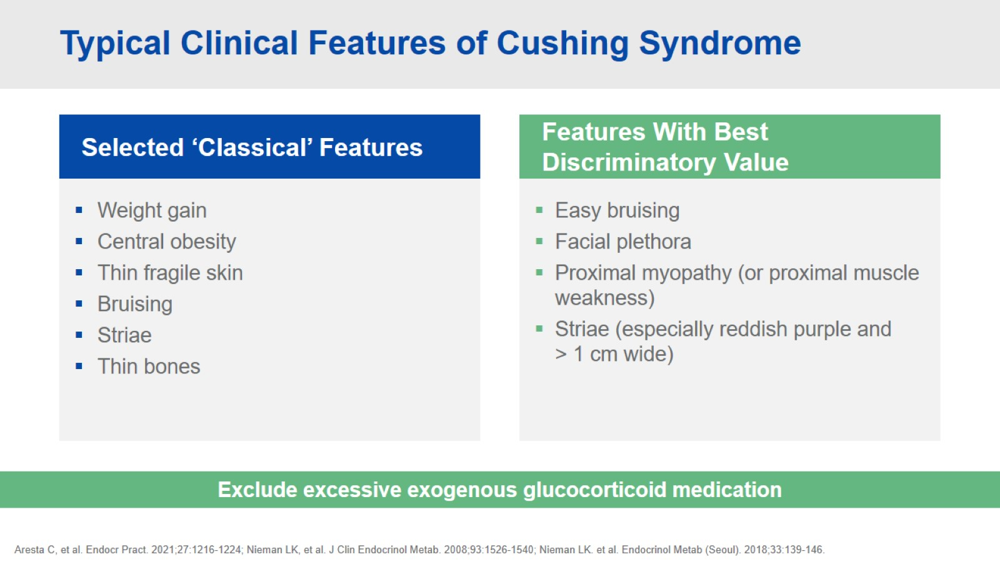 Typical Clinical Features of Cushing Syndrome
Selected ‘Classical’ Features
Weight gain
Central obesity
Thin fragile skin
Bruising
Striae
Thin bones
Features With Best
Discriminatory Value
Easy bruising
Facial plethora
Proximal myopathy (or proximal muscle
weakness)
Striae (especially reddish purple and
> 1 cm wide)
Exclude excessive exogenous glucocorticoid medication
Aresta C, et al. Endocr Pract. 2021;27:1216-1224; Nieman LK, et al. J Clin Endocrinol Metab. 2008;93:1526-1540; Nieman LK. et al. Endocrinol Metab (Seoul). 2018;33:139-146.